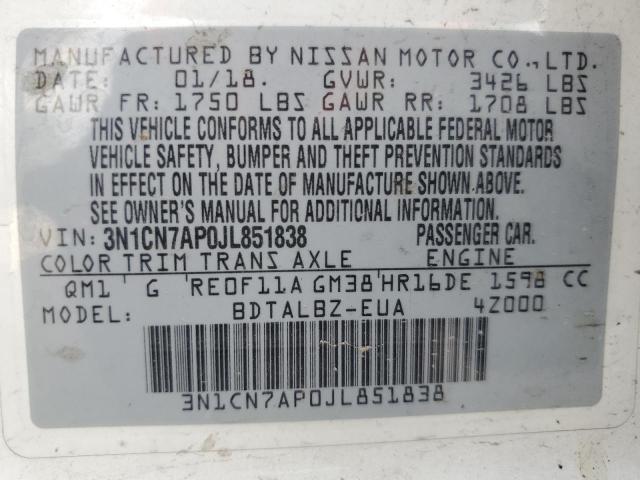 MANUFACTURED BY NISSAN MOTOR CO.,LTD.
DATE: 01/18. GVWR: 3426 LBS
GAWR FR: 1750 LBS GAWR RR: 1708 LBS
THIS VEHICLE CONFORMS TO ALL APPLICABLE FEDERAL MOTOR
VEHICLE SAFETY, BUMPER AND THEFT PREVENTION STANDARDS
IN EFFECT ON THE DATE OF MANUFACTURE SHOWN ABOVE.
SEE OWNER'S MANUAL FOR ADDITIONAL INFORMATION
VIN: 3N1CN7AP0JL851838 PASSENGER CAR.
COLOR TRIM TRANS AXLE ENGINE
QM1 G RE0F11A GM38 HR16DE 1598 CC
MODEL: BDTALBZ-EUA 4Z000
3N1CN7AP0JL851838